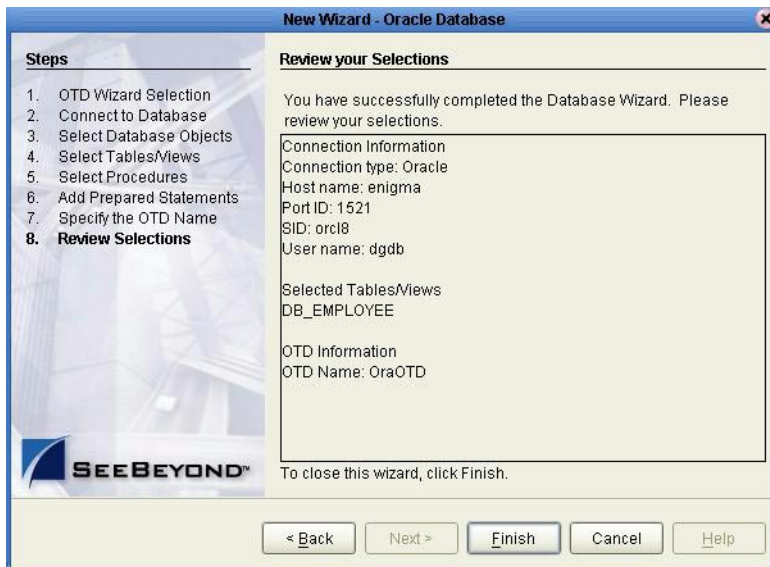 New Wizard - Oracle Database
Steps
1. OTD Wizard Selection
2. Connect to Database
3. Select Database Objects
4. Select Tables/Views
5. Select Procedures
6. Add Prepared Statements
7. Specify the OTD Name
8. Review Selections
SEEBEYOND™
Review your Selections
You have successfully completed the Database Wizard. Please
review your selections.
Connection Information
Connection type: Oracle
Host name: enigma
Port ID: 1521
SID: orcl8
User name: dgdb
Selected Tables/Views
DB_EMPLOYEE
OTD Information
OTD Name: OraOTD
To close this wizard, click Finish.
< Back
Next >
Finish
Cancel
Help